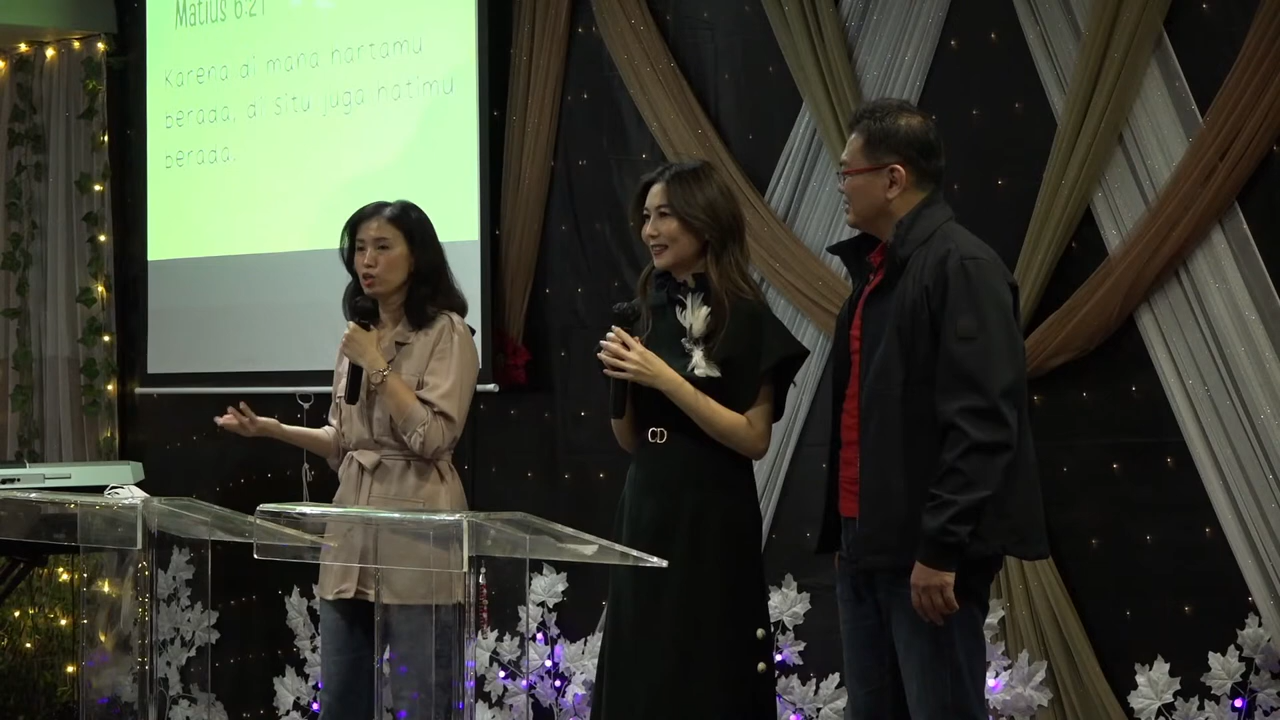 Matius 6:21
Karena di mana hartamu
berada, di situ juga hatimu
berada.
CD